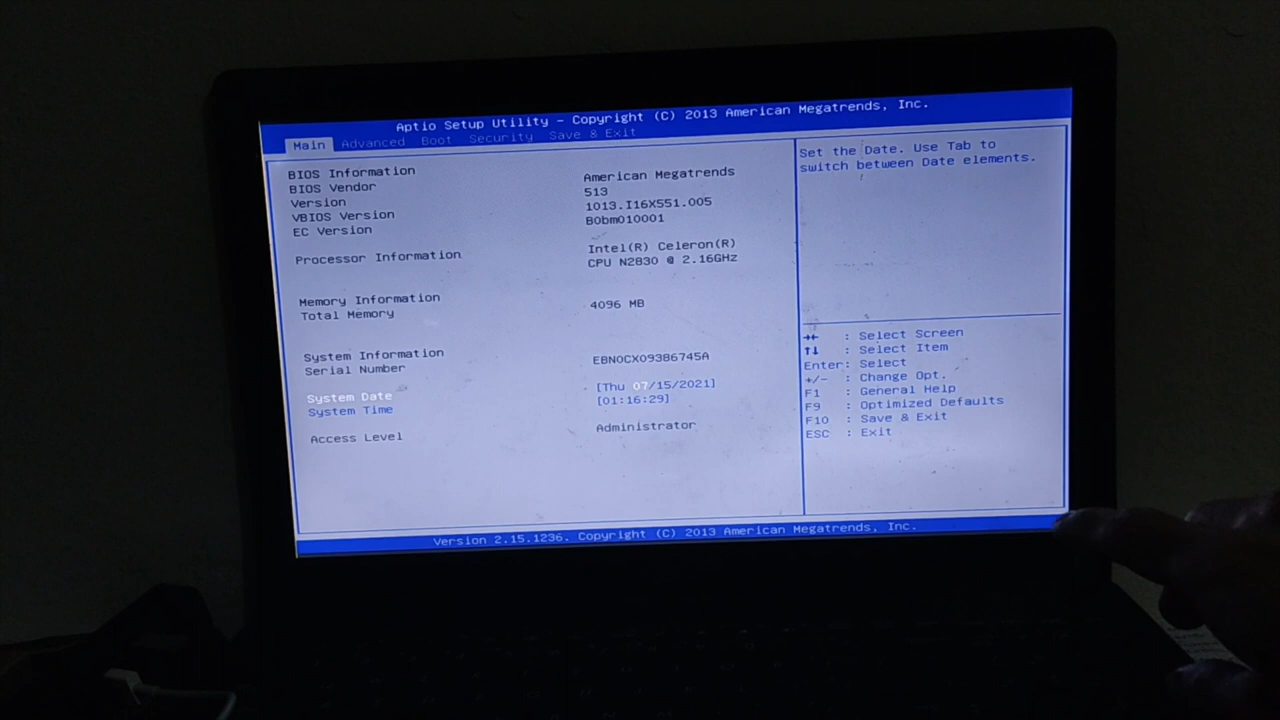 Aptio Setup Utility - Copyright (C) 2013 American Megatrends, Inc.
Main Advanced Boot Security Save & Exit
BIOS Information
BIOS Vendor American Megatrends
Version 513
VBIOS Version 1013.I16X551.005
EC Version B0bm010001
Processor Information Intel(R) Celeron(R)
CPU N2830 @ 2.16GHz
Memory Information
Total Memory 4096 MB
System Information
Serial Number EBN0CX09386745A
System Date [Thu 07/15/2021]
System Time [01:16:29]
Access Level Administrator
Set the Date. Use Tab to
switch between Date elements.
→← : Select Screen
↑↓ : Select Item
Enter: Select
+/- : Change Opt.
F1 : General Help
F9 : Optimized Defaults
F10 : Save & Exit
ESC : Exit
Version 2.15.1236. Copyright (C) 2013 American Megatrends, Inc.